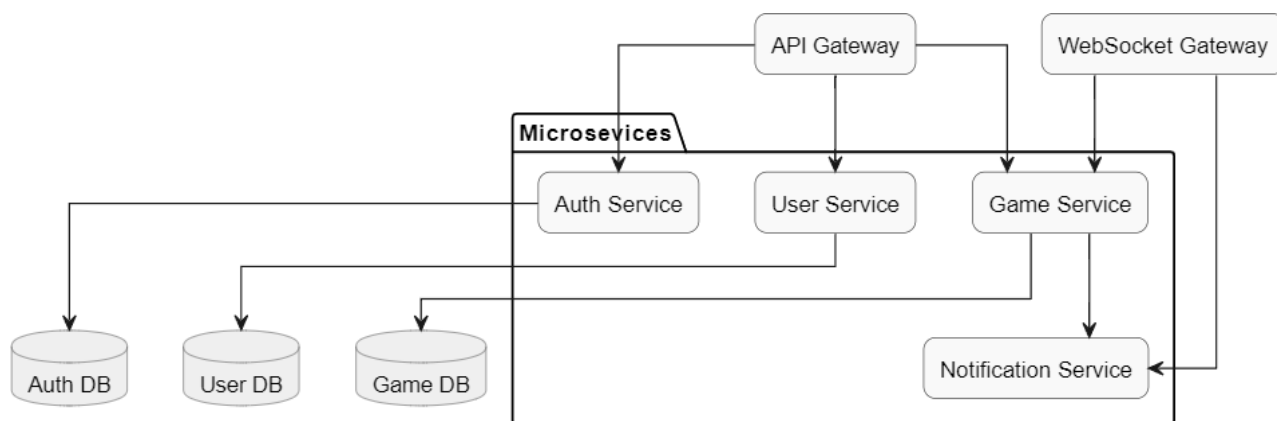 API Gateway
WebSocket Gateway
Microsevices
Auth Service
User Service
Game Service
Auth DB
User DB
Game DB
Notification Service